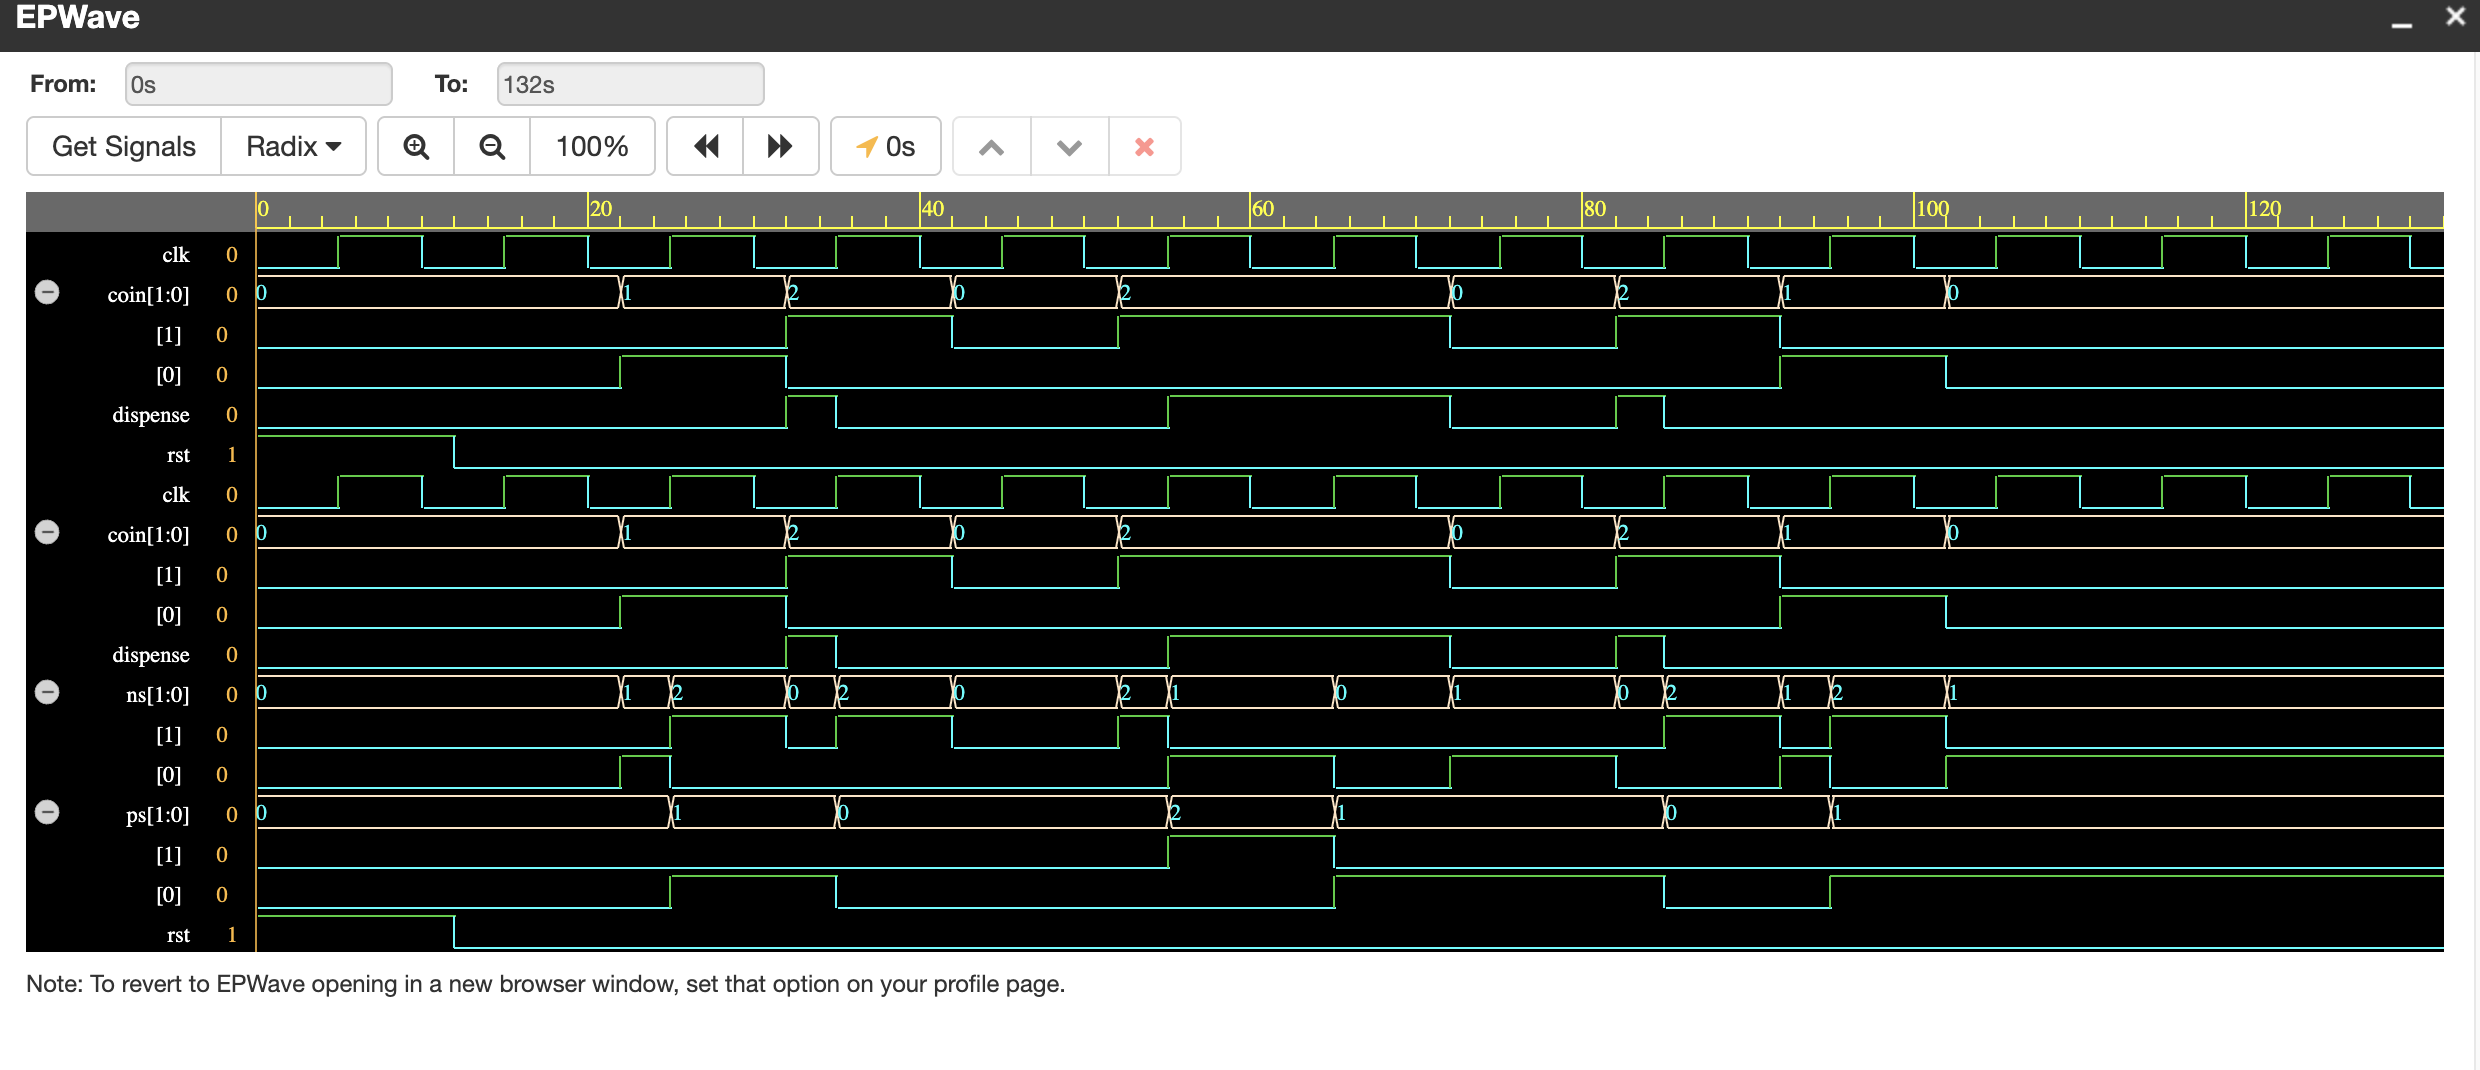 EPWave
From: 0s To: 132s
Get Signals Radix 100% 0s
0 20 40 60 80 100 120
clk 0
coin[1:0] 0 0 1 2 0 2 0 2 1 0
[1] 0
[0] 0
dispense 0
rst 1
clk 0
coin[1:0] 0 0 1 2 0 2 0 2 1 0
[1] 0
[0] 0
dispense 0
ns[1:0] 0 0 1 2 0 2 0 2 1 0 1 0 2 1 2 1
[1] 0
[0] 0
ps[1:0] 0 0 1 0 2 1 0 1
[1] 0
[0] 0
rst 1
Note: To revert to EPWave opening in a new browser window, set that option on your profile page.